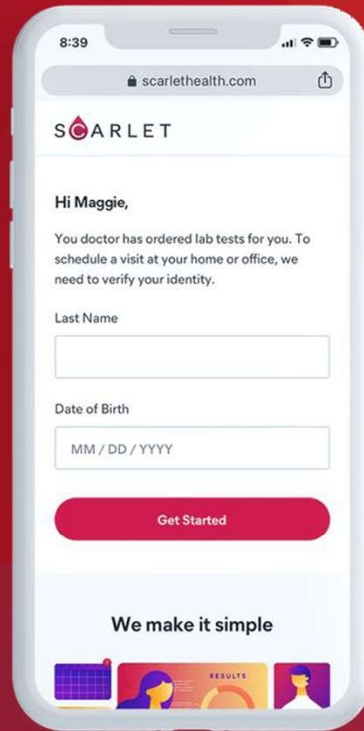 8:39
scarlethealth.com
SCARLET
Hi Maggie,
You doctor has ordered lab tests for you. To
schedule a visit at your home or office, we
need to verify your identity.
Last Name
Date of Birth
MM / DD / YYYY
Get Started
We make it simple
RESULTS